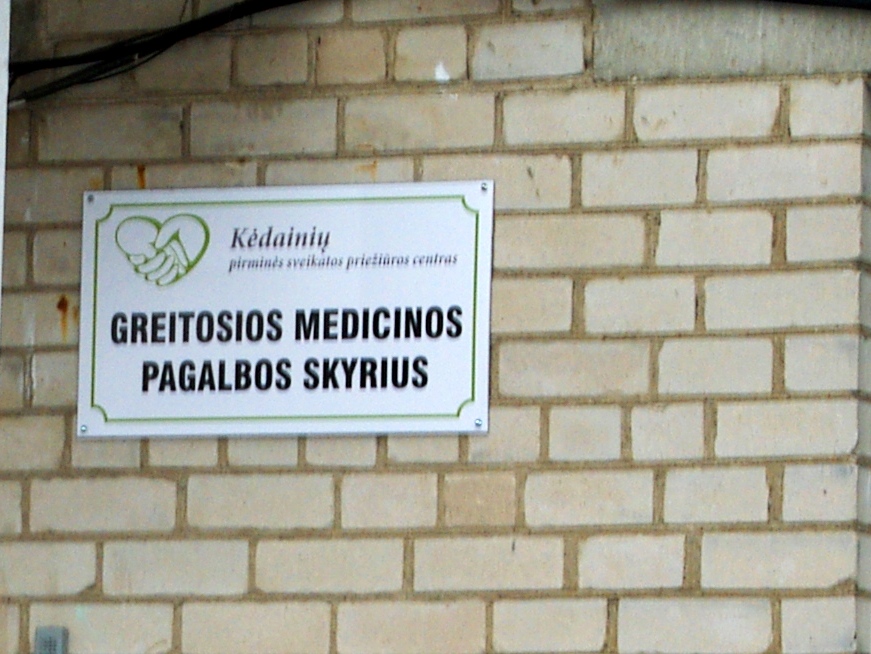 Kėdainių
pirminės sveikatos priežiūros centras
GREITOSIOS MEDICINOS
PAGALBOS SKYRIUS